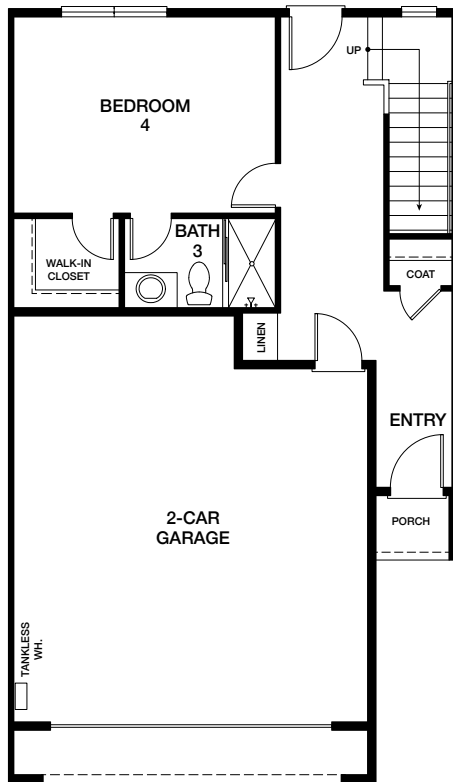 UP
BEDROOM
4
BATH
3
WALK-IN
CLOSET
COAT
LINEN
ENTRY
PORCH
2-CAR
GARAGE
TANKLESS
WH.